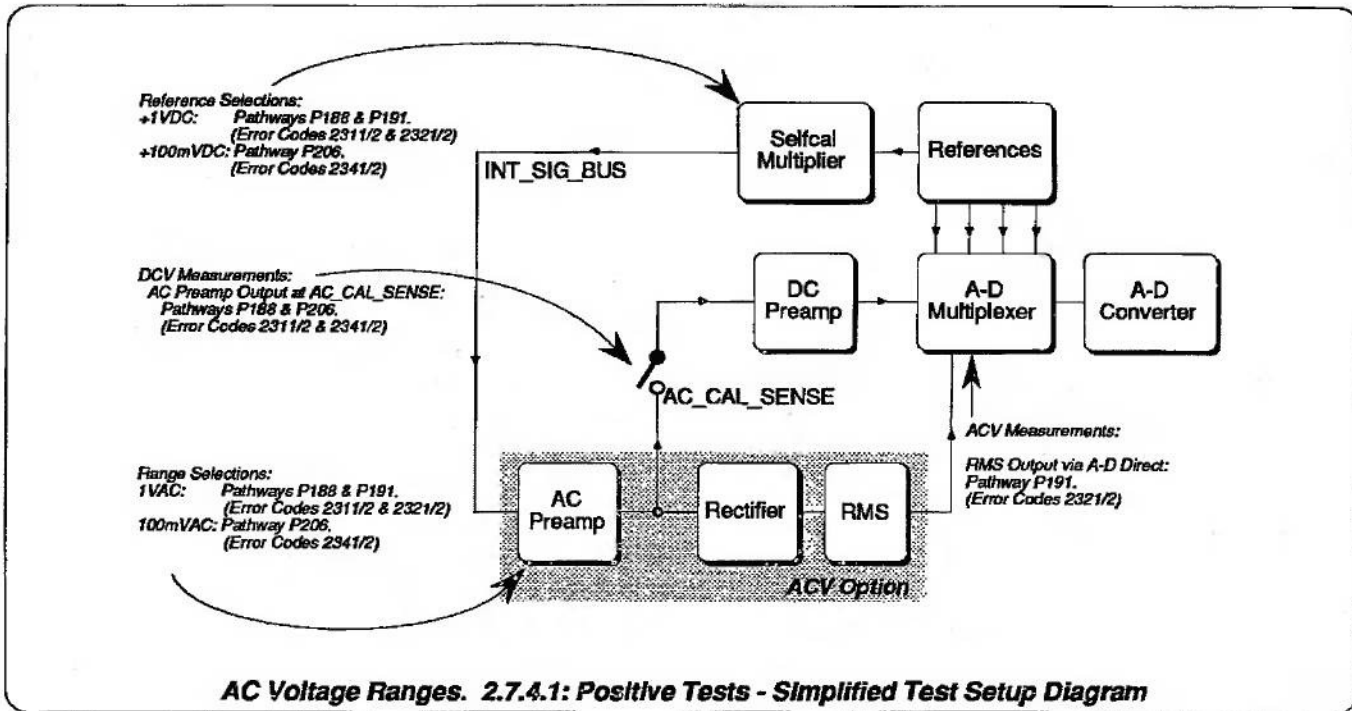 Reference Selections:
+1VDC: Pathways P188 & P191.
(Error Codes 2311/2 & 2321/2)
+100mVDC: Pathway P206.
(Error Codes 2341/2)
Selfcal
Multiplier
References
INT_SIG_BUS
DCV Measurements:
AC Preamp Output at AC_CAL_SENSE:
Pathways P188 & P206.
(Error Codes 2311/2 & 2341/2)
DC
Preamp
A-D
Multiplexer
A-D
Converter
AC_CAL_SENSE
ACV Measurements:
RMS Output via A-D Direct:
Pathway P191.
(Error Codes 2321/2)
Range Selections:
1VAC: Pathways P188 & P191.
(Error Codes 2311/2 & 2321/2)
100mVAC: Pathway P206.
(Error Codes 2341/2)
AC
Preamp
Rectifier
RMS
ACV Option
AC Voltage Ranges. 2.7.4.1: Positive Tests - Simplified Test Setup Diagram